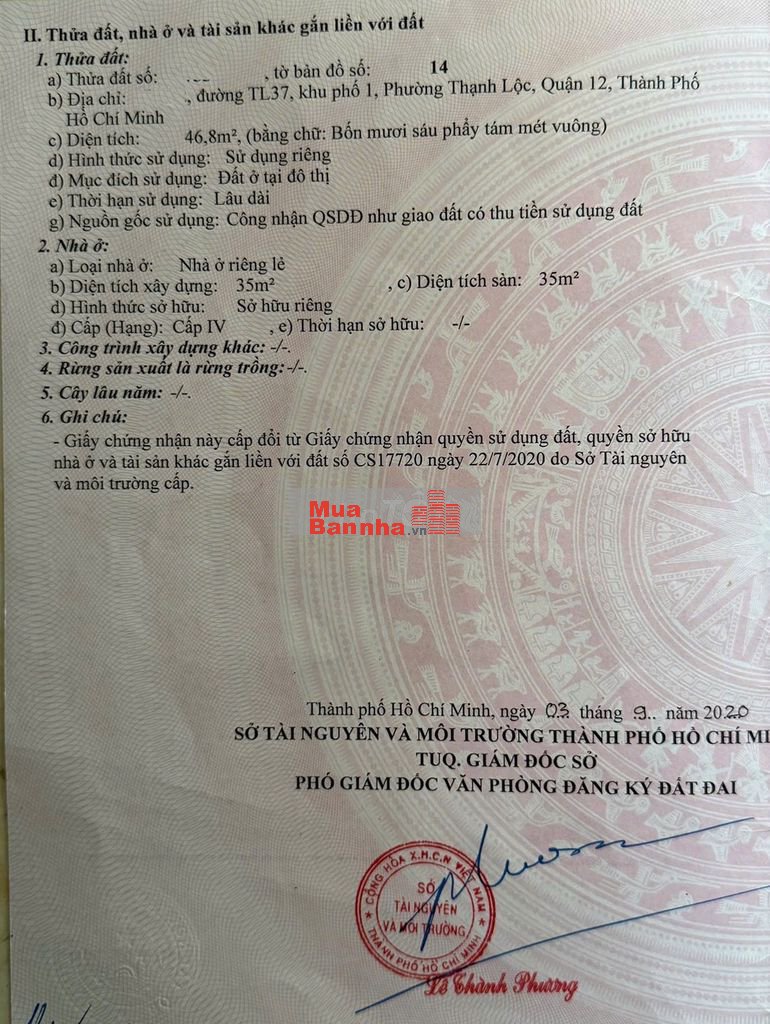 II. Thửa đất, nhà ở và tài sản khác gắn liền với đất
1. Thửa đất:
a) Thửa đất số: , tờ bản đồ số: 14
b) Địa chỉ: , đường TL37, khu phố 1, Phường Thạnh Lộc, Quận 12, Thành Phố
Hồ Chí Minh
c) Diện tích: 46,8m², (bằng chữ: Bốn mươi sáu phẩy tám mét vuông)
d) Hình thức sử dụng: Sử dụng riêng
đ) Mục đích sử dụng: Đất ở tại đô thị
e) Thời hạn sử dụng: Lâu dài
g) Nguồn gốc sử dụng: Công nhận QSDĐ như giao đất có thu tiền sử dụng đất
2. Nhà ở:
a) Loại nhà ở: Nhà ở riêng lẻ
b) Diện tích xây dựng: 35m² , c) Diện tích sàn: 35m²
d) Hình thức sở hữu: Sở hữu riêng
đ) Cấp (Hạng): Cấp IV , e) Thời hạn sở hữu: -/-
3. Công trình xây dựng khác: -/-.
4. Rừng sản xuất là rừng trồng: -/-.
5. Cây lâu năm: -/-.
6. Ghi chú:
- Giấy chứng nhận này cấp đổi từ Giấy chứng nhận quyền sử dụng đất, quyền sở hữu
nhà ở và tài sản khác gắn liền với đất số CS17720 ngày 22/7/2020 do Sở Tài nguyên
và môi trường cấp.
Mua
Bannha.vn
Thành phố Hồ Chí Minh, ngày 03 tháng 9.. năm 2020
SỞ TÀI NGUYÊN VÀ MÔI TRƯỜNG THÀNH PHỐ HỒ CHÍ MI
TUQ. GIÁM ĐỐC SỞ
PHÓ GIÁM ĐỐC VĂN PHÒNG ĐĂNG KÝ ĐẤT ĐAI
CỘNG HÒA X.H.C.N VIỆT NAM
SỞ
TÀI NGUYÊN
VÀ MÔI TRƯỜNG
THÀNH PHỐ HỒ CHÍ MINH
Lê Thành Phương